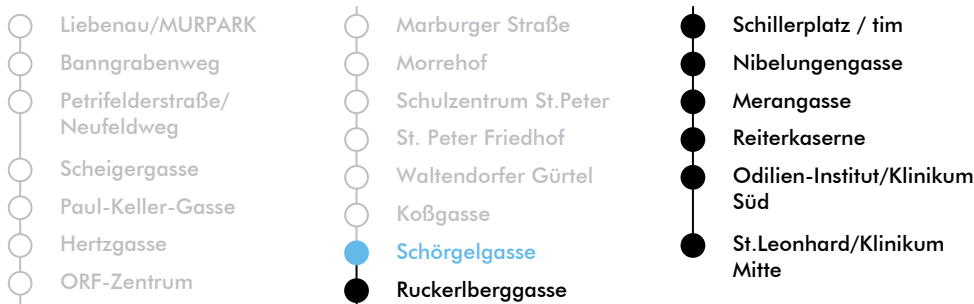 Liebenau/MURPARK
Banngrabenweg
Petrifelderstraße/
Neufeldweg
Scheigergasse
Paul-Keller-Gasse
Hertzgasse
ORF-Zentrum
Marburger Straße
Morrehof
Schulzentrum St.Peter
St. Peter Friedhof
Waltendorfer Gürtel
Koßgasse
Schörgelgasse
Ruckerlberggasse
Schillerplatz / tim
Nibelungengasse
Merangasse
Reiterkaserne
Odilien-Institut/Klinikum
Süd
St.Leonhard/Klinikum
Mitte